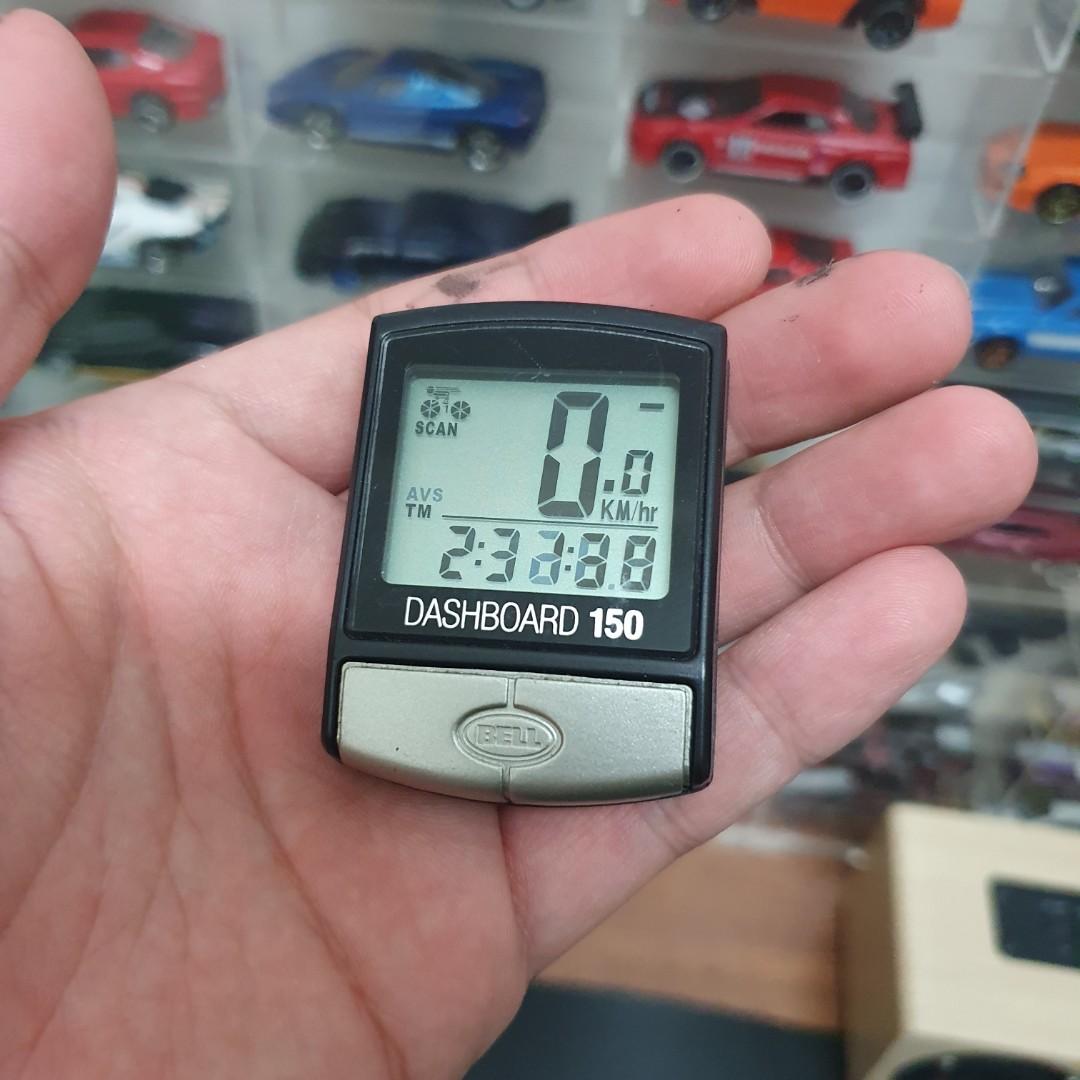 SCAN
0.0
KM/hr
AVS
TM
DASHBOARD 150
BELL